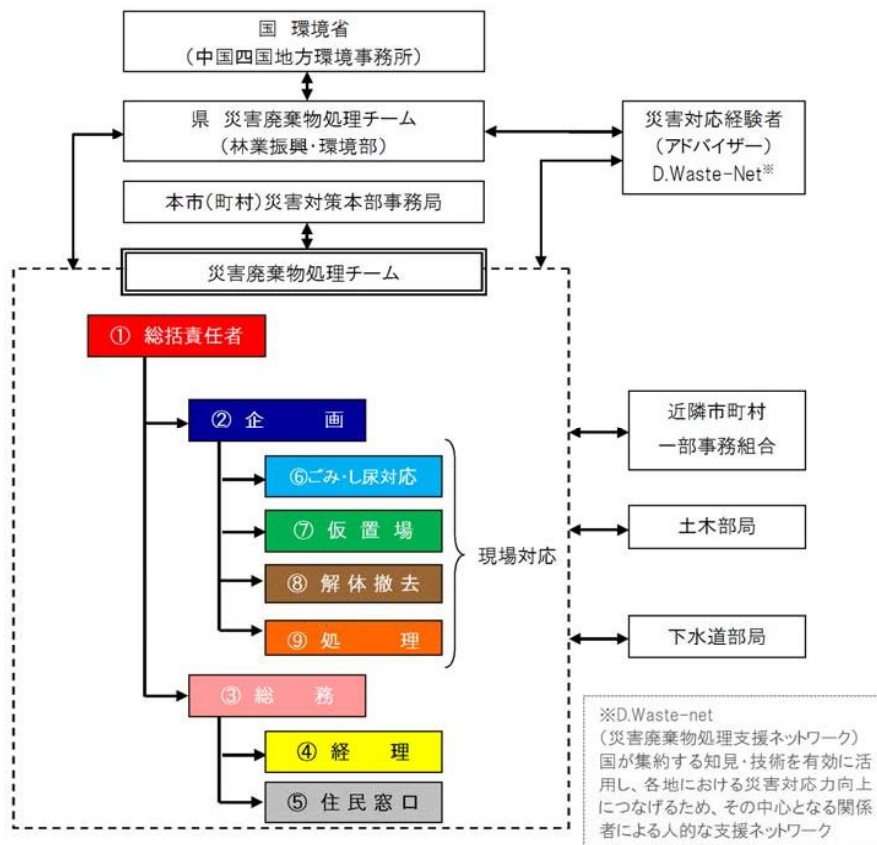 国 環境省
（中国四国地方環境事務所）
県 災害廃棄物処理チーム
（林業振興・環境部）
災害対応経験者
（アドバイザー）
D.Waste-Net※
本市（町村）災害対策本部事務局
災害廃棄物処理チーム
① 総括責任者
② 企　　画
⑥ごみ・し尿対応
⑦ 仮 置 場
⑧ 解 体 撤 去
⑨ 処　　理
現場対応
③ 総　　務
④ 経　　理
⑤ 住 民 窓 口
近隣市町村
一部事務組合
土木部局
下水道部局
※D.Waste-net
（災害廃棄物処理支援ネットワーク）
国が集約する知見・技術を有効に活
用し、各地における災害対応力向上
につなげるため、その中心となる関係
者による人的な支援ネットワーク